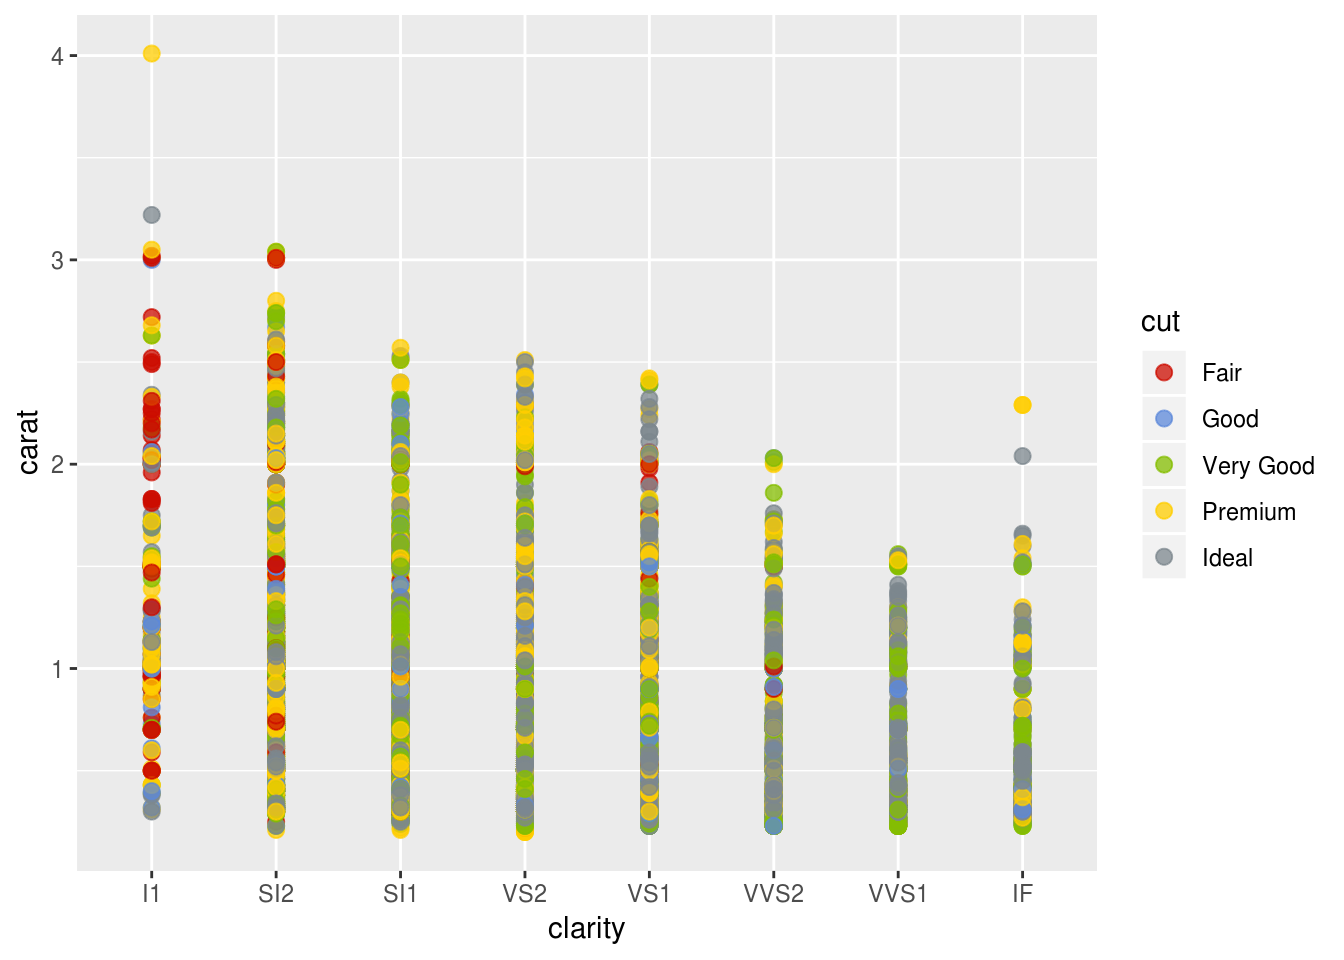 carat
4
3
2
1
I1 SI2 SI1 VS2 VS1 VVS2 VVS1 IF
clarity
cut
Fair
Good
Very Good
Premium
Ideal